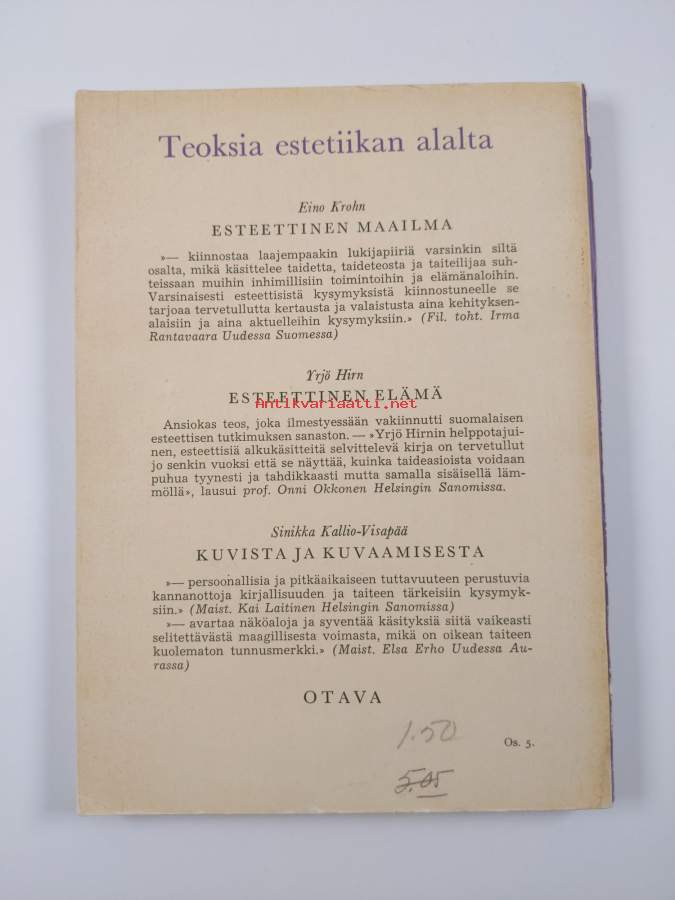 Teoksia estetiikan alalta
Eino Krohn
ESTEETTINEN MAAILMA
»— kiinnostaa laajempaakin lukijapiiriä varsinkin siltä
osalta, mikä käsittelee taidetta, taideteosta ja taiteilijaa suh-
teissaan muihin inhimillisiin toimintoihin ja elämänaloihin.
Varsinaisesti esteettisistä kysymyksistä kiinnostuneelle se
tarjoaa tervetullutta kertausta ja valaistusta aina kehityksen-
alaisiin ja aina aktuelleihin kysymyksiin.» (Fil. toht. Irma
Rantavaara Uudessa Suomessa)
Yrjö Hirn
ESTEETTINEN ELÄMÄ
Antikvariaatti.net
Ansiokas teos, joka ilmestyessään vakiinnutti suomalaisen
esteettisen tutkimuksen sanaston. — »Yrjö Hirnin helppotajui-
nen, esteettisiä alkukäsitteitä selvittelevä kirja on tervetullut
jo senkin vuoksi että se näyttää, kuinka taideasioista voidaan
puhua tyynesti ja tahdikkaasti mutta samalla sisäisellä läm-
möllä», lausui prof. Onni Okkonen Helsingin Sanomissa.
Sinikka Kallio-Visapää
KUVISTA JA KUVAAMISESTA
»— persoonallisia ja pitkäaikaiseen tuttavuuteen perustuvia
kannanottoja kirjallisuuden ja taiteen tärkeisiin kysymyk-
siin.» (Maist. Kai Laitinen Helsingin Sanomissa)
»— avartaa näköaloja ja syventää käsityksiä siitä vaikeasti
selitettävästä maagillisesta voimasta, mikä on oikean taiteen
kuolematon tunnusmerkki.» (Maist. Elsa Erho Uudessa Au-
rassa)
OTAVA
1.50
Os. 5.
5.05